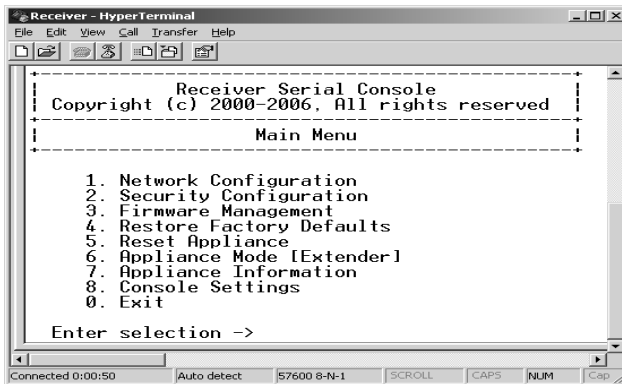 Receiver - HyperTerminal
File Edit View Call Transfer Help
Receiver Serial Console
Copyright (c) 2000-2006, All rights reserved
Main Menu
1. Network Configuration
2. Security Configuration
3. Firmware Management
4. Restore Factory Defaults
5. Reset Appliance
6. Appliance Mode [Extender]
7. Appliance Information
8. Console Settings
0. Exit
Enter selection ->
Connected 0:00:50 Auto detect 57600 8-N-1 SCROLL CAPS NUM Cap